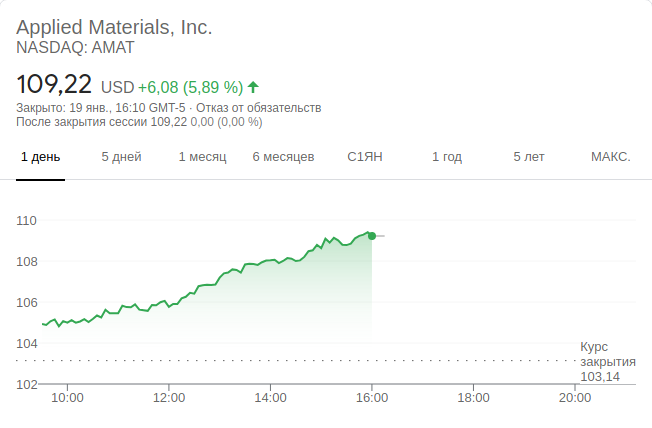 Applied Materials, Inc.
NASDAQ: AMAT
109,22 USD +6,08 (5,89 %)
Закрыто: 19 янв., 16:10 GMT-5 · Отказ от обязательств
После закрытия сессии 109,22 0,00 (0,00 %)
1 день 5 дней 1 месяц 6 месяцев С1ЯН 1 год 5 лет МАКС.
110
108
106
104
Курс
закрытия
103,14
102
10:00 12:00 14:00 16:00 18:00 20:00